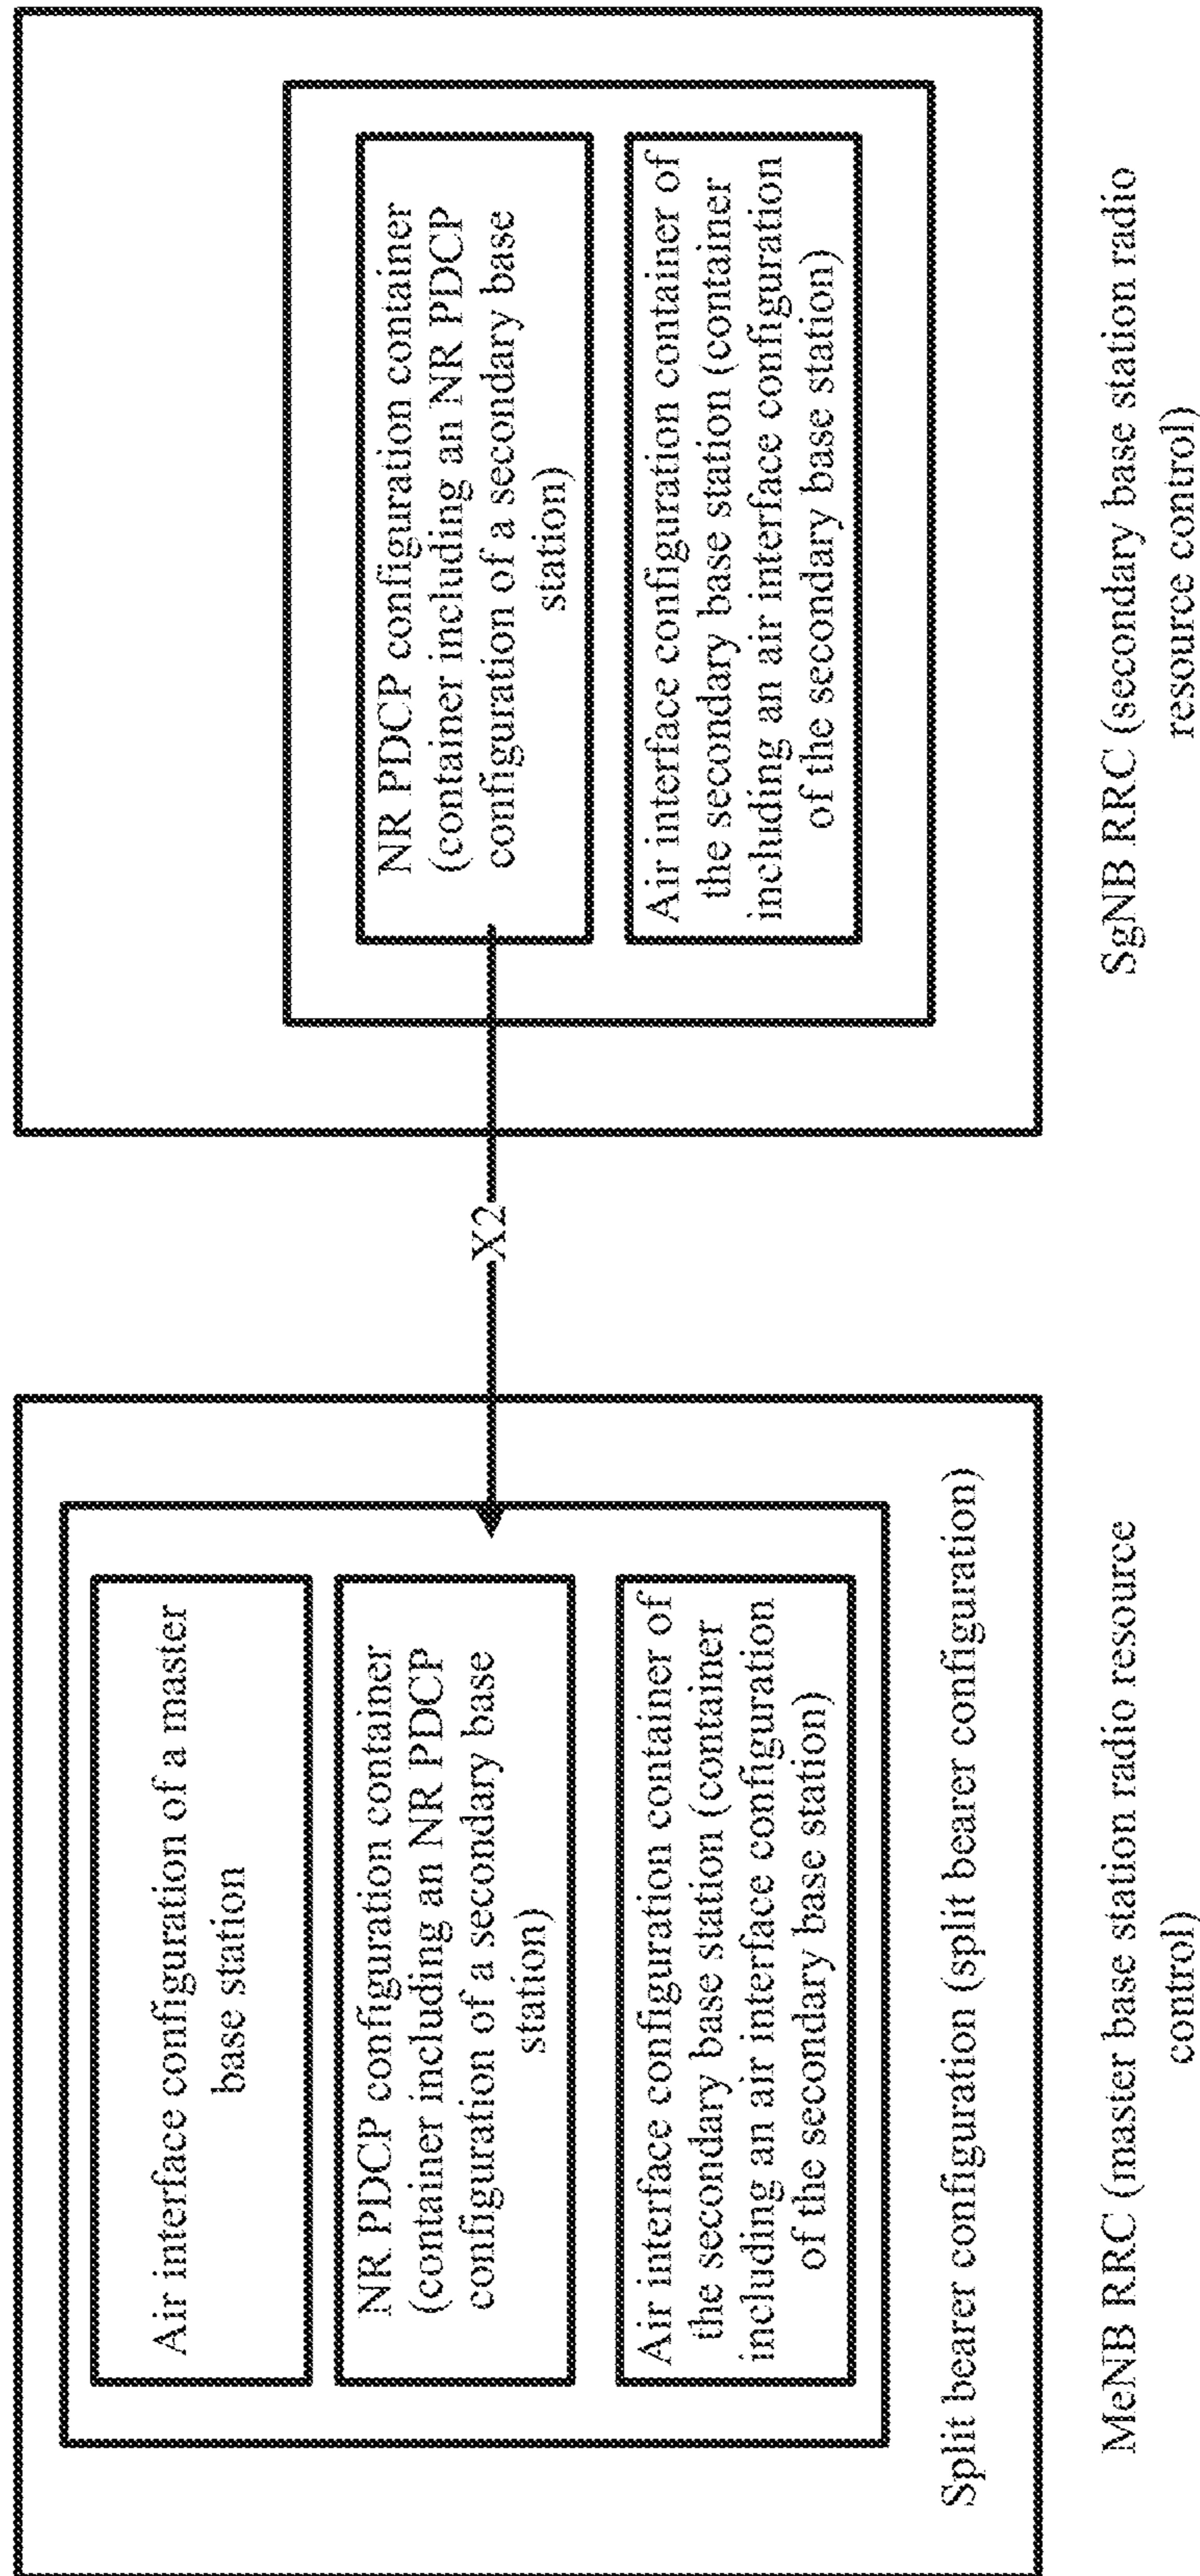 Air interface configuration of a master
base station
NR PDCP configuration container
(container including an NR PDCP
configuration of a secondary base
station)
Air interface configuration container of
the secondary base station (container
including an air interface configuration
of the secondary base station)
Split bearer configuration (split bearer configuration)
MeNB RRC (master base station radio resource
control)
X2
NR PDCP configuration container
(container including an NR PDCP
configuration of a secondary base
station)
Air interface configuration container of
the secondary base station (container
including an air interface configuration
of the secondary base station)
SgNB RRC (secondary base station radio
resource control)